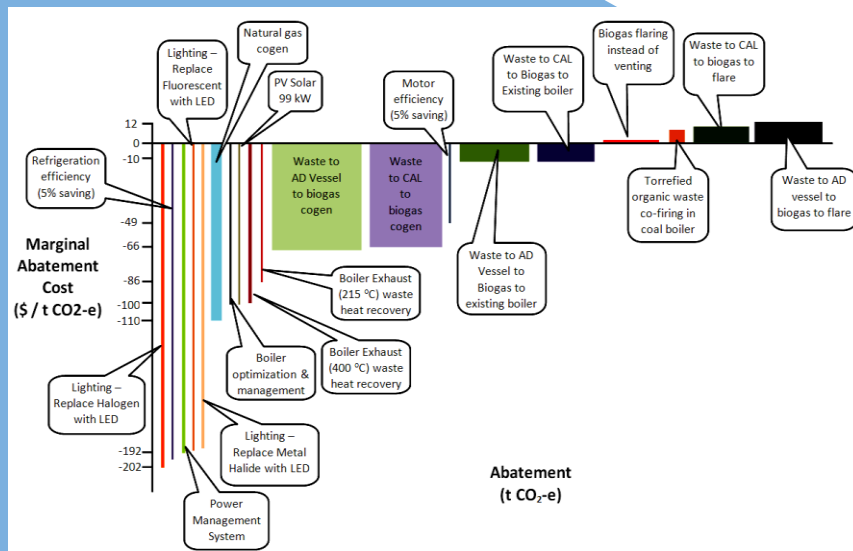 Natural gas
cogen
Lighting –
Replace
Fluorescent
with LED
PV Solar
99 kW
Motor
efficiency
(5% saving)
Waste to CAL
to Biogas to
Existing boiler
Biogas flaring
instead of
venting
Waste to CAL
to biogas to
flare
Refrigeration
efficiency
(5% saving)
12
0
-10
-49
-66
-86
-100
-110
-192
-202
Marginal
Abatement
Cost
($ / t CO2-e)
Waste to
AD Vessel
to biogas
cogen
Waste
to CAL
to
biogas
cogen
Torrefied
organic waste
co-firing in
coal boiler
Waste to AD
vessel to
biogas to flare
Waste to AD
Vessel to
Biogas to
existing boiler
Boiler Exhaust
(215 ⁰C) waste
heat recovery
Boiler
optimization &
management
Boiler Exhaust
(400 ⁰C) waste
heat recovery
Lighting –
Replace Halogen
with LED
Lighting –
Replace Metal
Halide with LED
Power
Management
System
Abatement
(t CO₂-e)